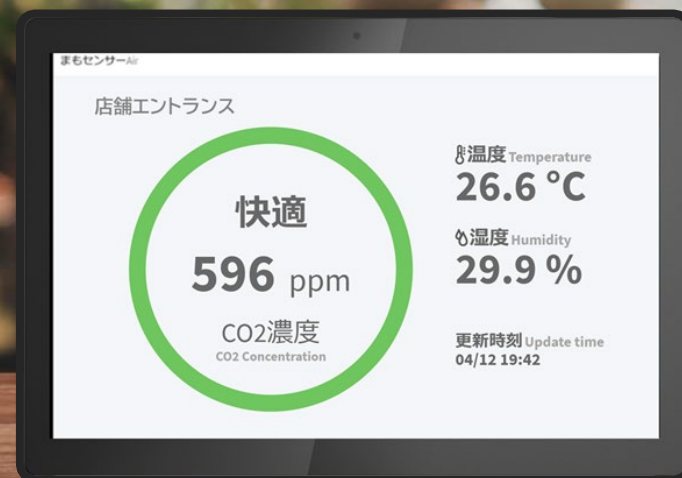 まもセンサーAir
店舗エントランス
快適
596 ppm
CO2濃度
CO2 Concentration
温度 Temperature
26.6 °C
湿度 Humidity
29.9 %
更新時刻 Update time
04/12 19:42